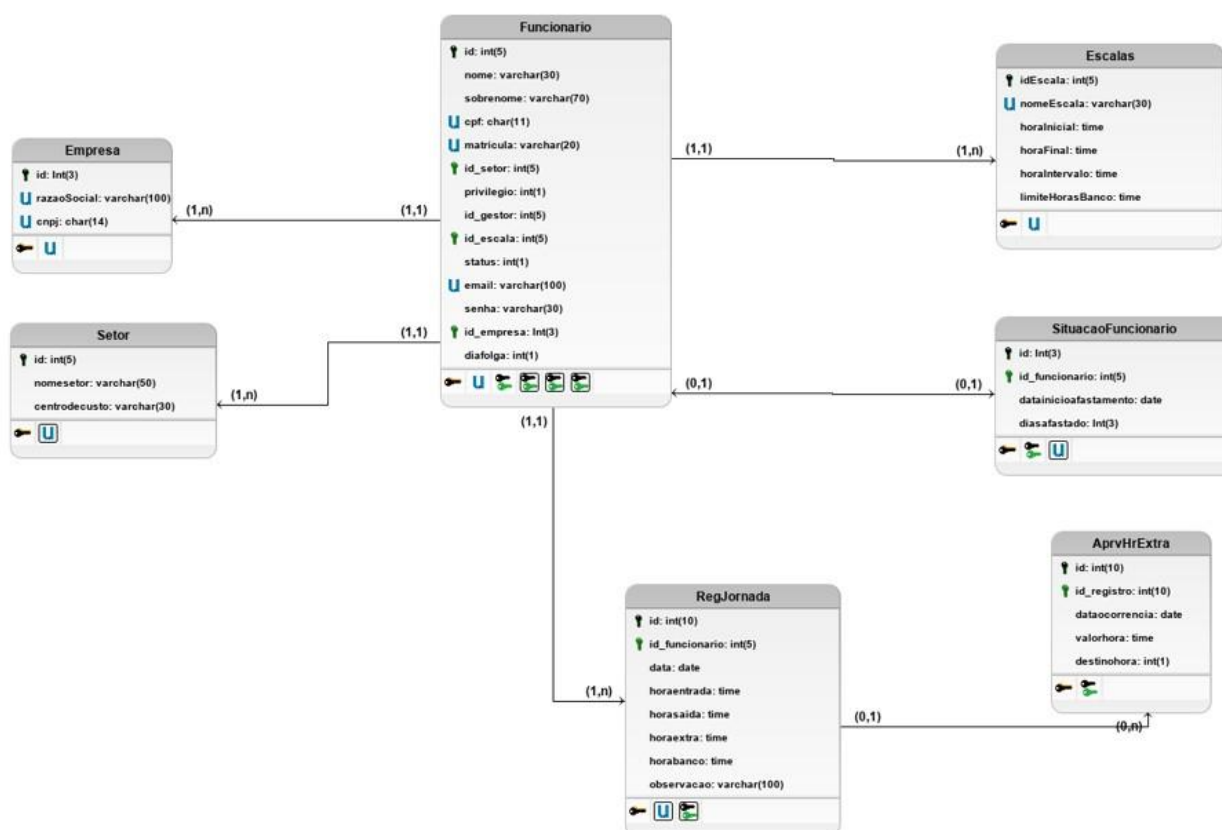 Funcionario
id: int(5)
nome: varchar(30)
sobrenome: varchar(70)
U cpf: char(11)
U matricula: varchar(20)
id_setor: int(5)
privilegio: int(1)
id_gestor: int(5)
id_escala: int(5)
status: int(1)
U email: varchar(100)
senha: varchar(30)
id_empresa: Int(3)
diafolga: int(1)
U
Escalas
idEscala: int(5)
U nomeEscala: varchar(30)
horaInicial: time
horaFinal: time
horaIntervalo: time
limiteHorasBanco: time
U
(1,1)
(1,n)
Empresa
id: Int(3)
U razaoSocial: varchar(100)
U cnpj: char(14)
U
(1,n)
(1,1)
Setor
id: int(5)
nomesetor: varchar(50)
centrodecusto: varchar(30)
U
(1,1)
(1,n)
SituacaoFuncionario
id: Int(3)
id_funcionario: int(5)
datainicioafastamento: date
diasafastado: Int(3)
U
(0,1)
(0,1)
(1,1)
(1,n)
RegJornada
id: int(10)
id_funcionario: int(5)
data: date
horaentrada: time
horasaida: time
horaextra: time
horabanco: time
observacao: varchar(100)
U
(0,1)
(0,n)
AprvHrExtra
id: int(10)
id_registro: int(10)
dataocorrencia: date
valorhora: time
destinohora: int(1)